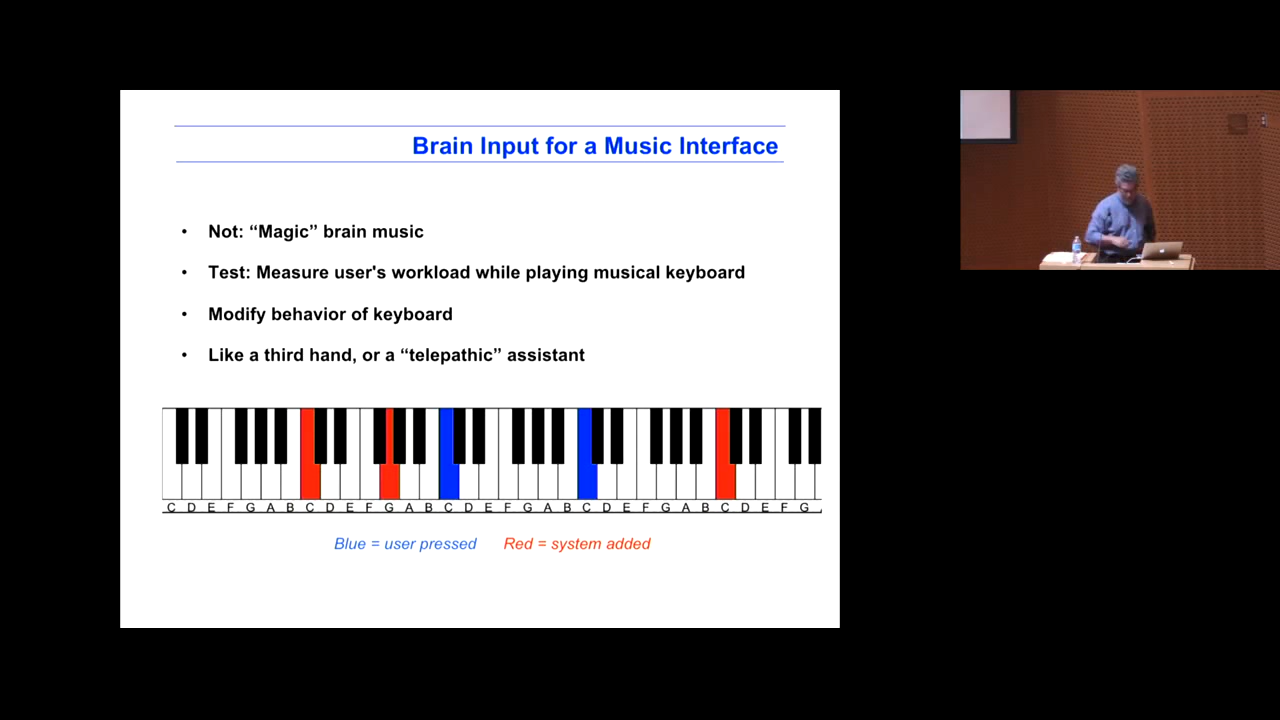 Brain Input for a Music Interface
• Not: “Magic” brain music
• Test: Measure user's workload while playing musical keyboard
• Modify behavior of keyboard
• Like a third hand, or a “telepathic” assistant
C D E F G A B C D E F G A B C D E F G A B C D E F G A B C D E F G
Blue = user pressed Red = system added